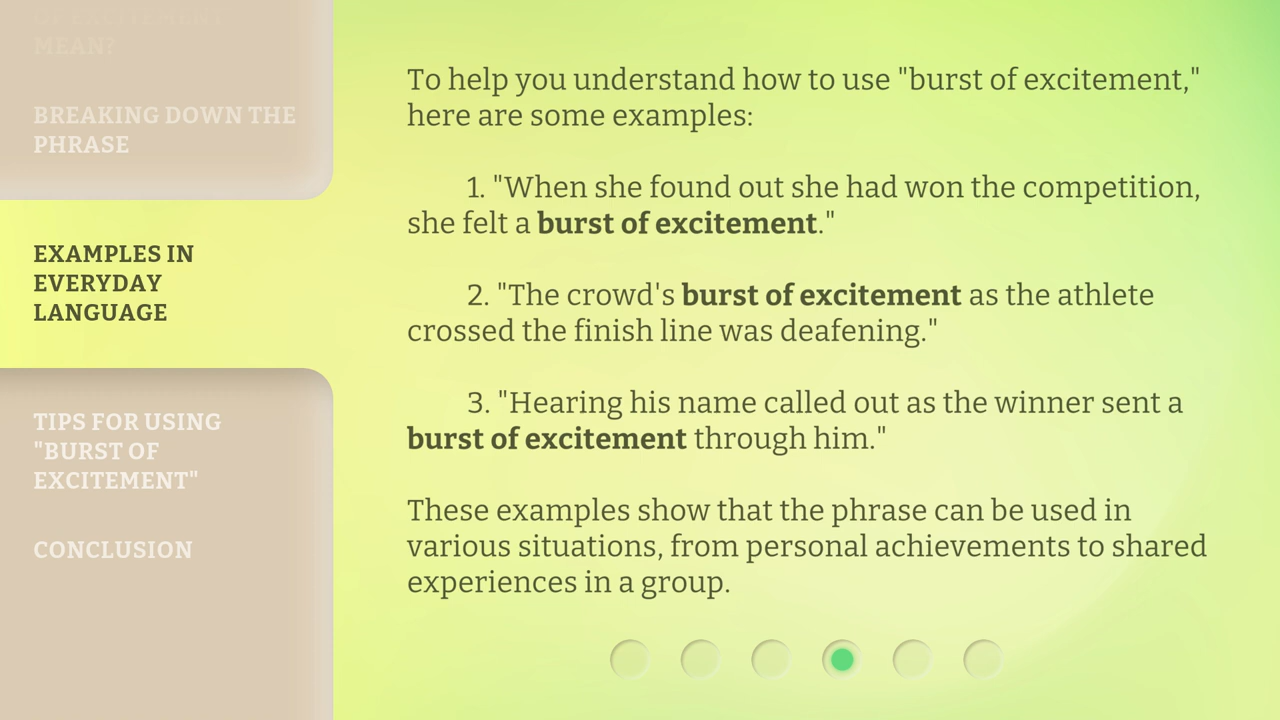 OF EXCITEMENT
MEAN?
BREAKING DOWN THE
PHRASE
EXAMPLES IN
EVERYDAY
LANGUAGE
TIPS FOR USING
"BURST OF
EXCITEMENT"
CONCLUSION
To help you understand how to use "burst of excitement,"
here are some examples:
1. "When she found out she had won the competition,
she felt a burst of excitement."
2. "The crowd's burst of excitement as the athlete
crossed the finish line was deafening."
3. "Hearing his name called out as the winner sent a
burst of excitement through him."
These examples show that the phrase can be used in
various situations, from personal achievements to shared
experiences in a group.